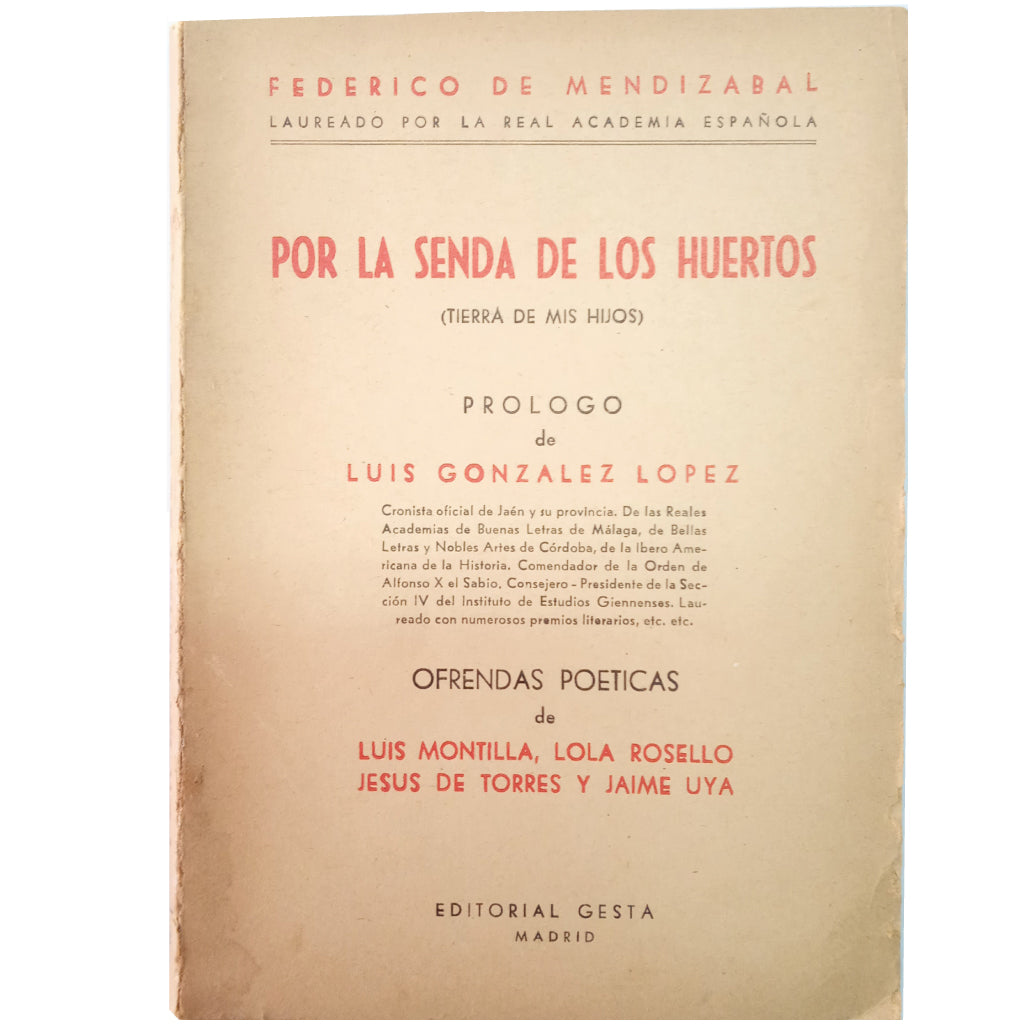 FEDERICO DE MENDIZABAL
LAUREADO POR LA REAL ACADEMIA ESPAÑOLA
POR LA SENDA DE LOS HUERTOS
(TIERRA DE MIS HIJOS)
PROLOGO
de
LUIS GONZALEZ LOPEZ
Cronista oficial de Jaén y su provincia. De las Reales
Academias de Buenas Letras de Málaga, de Bellas
Letras y Nobles Artes de Córdoba, de la Ibero Ame-
ricana de la Historia. Comendador de la Orden de
Alfonso X el Sabio, Consejero - Presidente de la Sec-
ción IV del Instituto de Estudios Giennenses. Lau-
reado con numerosos premios literarios, etc. etc.
OFRENDAS POETICAS
de
LUIS MONTILLA, LOLA ROSELLO
JESUS DE TORRES Y JAIME UYA
EDITORIAL GESTA
MADRID